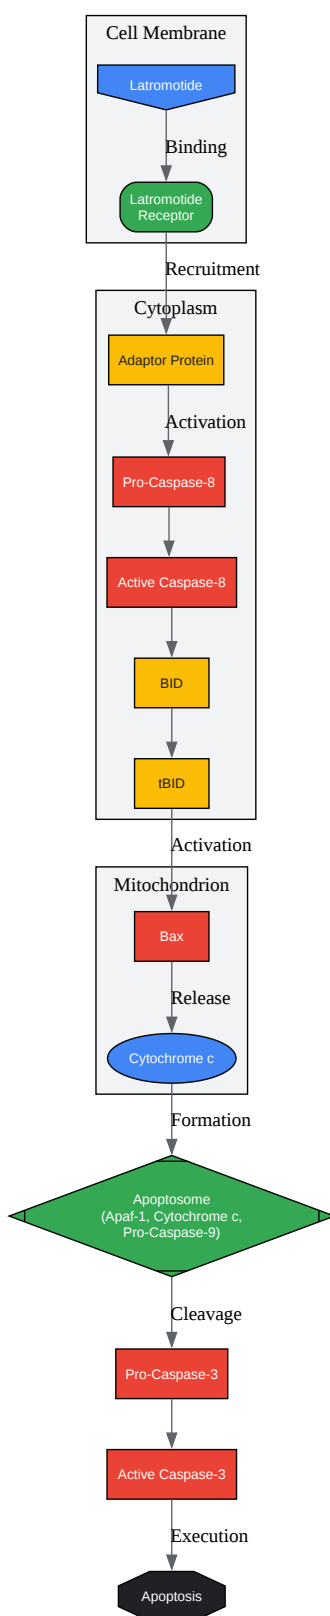 Cell Membrane
Latromotide
Binding
Latromotide
Receptor
Recruitment
Cytoplasm
Adaptor Protein
Activation
Pro-Caspase-8
Active Caspase-8
BID
tBID
Activation
Mitochondrion
Bax
Release
Cytochrome c
Formation
Apoptosome
(Apaf-1, Cytochrome c,
Pro-Caspase-9)
Cleavage
Pro-Caspase-3
Active Caspase-3
Execution
Apoptosis